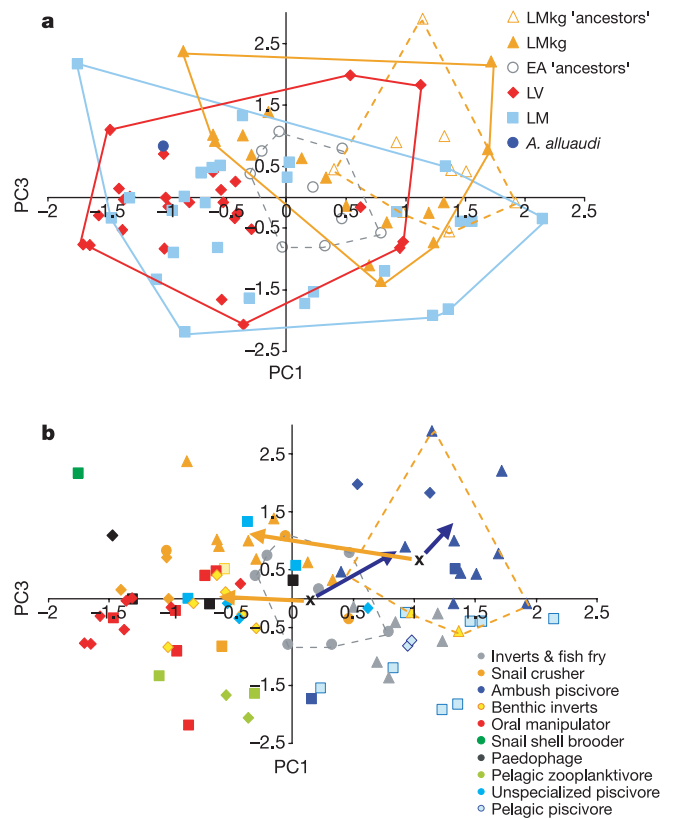 a
LMkg 'ancestors'
LMkg
EA 'ancestors'
LV
LM
A. alluaudi
2.5
1.5
0.5
−0.5
−1.5
−2.5
−2 −1.5 −1 −0.5 0 0.5 1 1.5 2 2.5
PC3
PC1
b
2.5
1.5
0.5
−0.5
−1.5
−2.5
−2 −1.5 −1 −0.5 0 0.5 1 1.5 2 2.5
x
x
PC3
PC1
Inverts & fish fry
Snail crusher
Ambush piscivore
Benthic inverts
Oral manipulator
Snail shell brooder
Paedophage
Pelagic zooplanktivore
Unspecialized piscivore
Pelagic piscivore